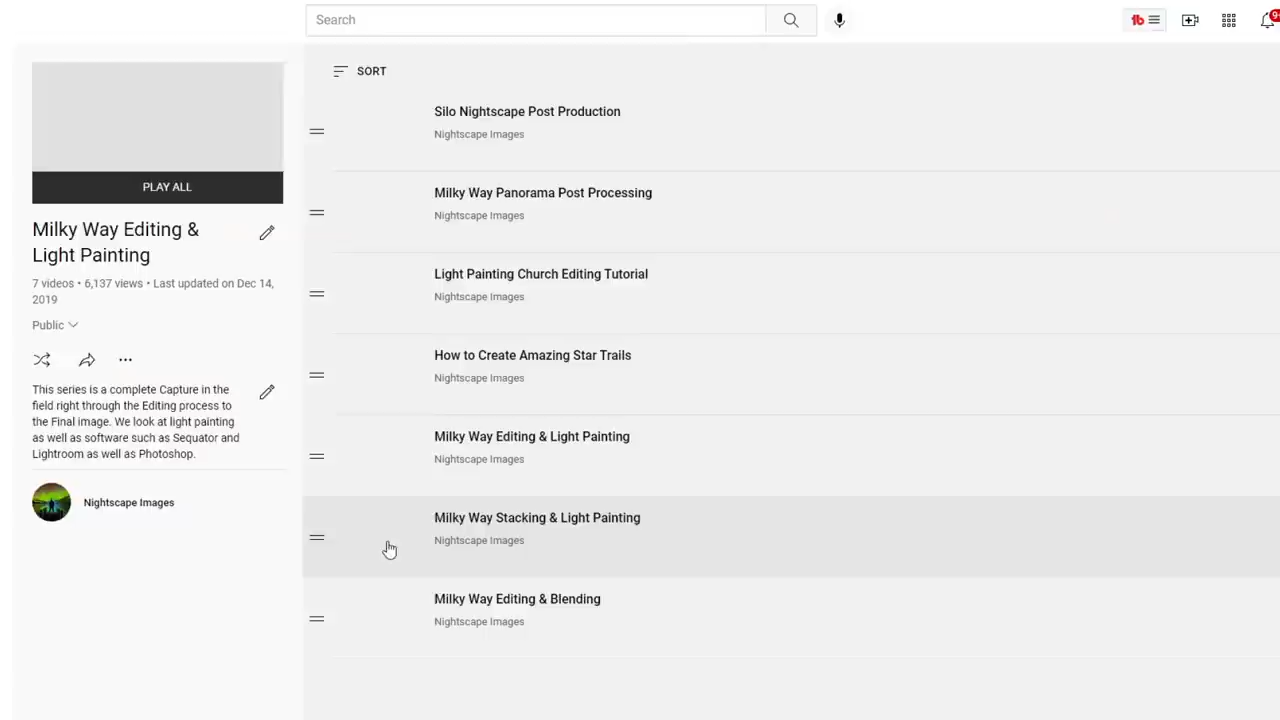 Search
tb
9+
SORT
PLAY ALL
Milky Way Editing &
Light Painting
7 videos • 6,137 views • Last updated on Dec 14,
2019
Public
This series is a complete Capture in the
field right through the Editing process to
the Final image. We look at light painting
as well as software such as Sequator and
Lightroom as well as Photoshop.
Nightscape Images
Silo Nightscape Post Production
Nightscape Images
Milky Way Panorama Post Processing
Nightscape Images
Light Painting Church Editing Tutorial
Nightscape Images
How to Create Amazing Star Trails
Nightscape Images
Milky Way Editing & Light Painting
Nightscape Images
Milky Way Stacking & Light Painting
Nightscape Images
Milky Way Editing & Blending
Nightscape Images